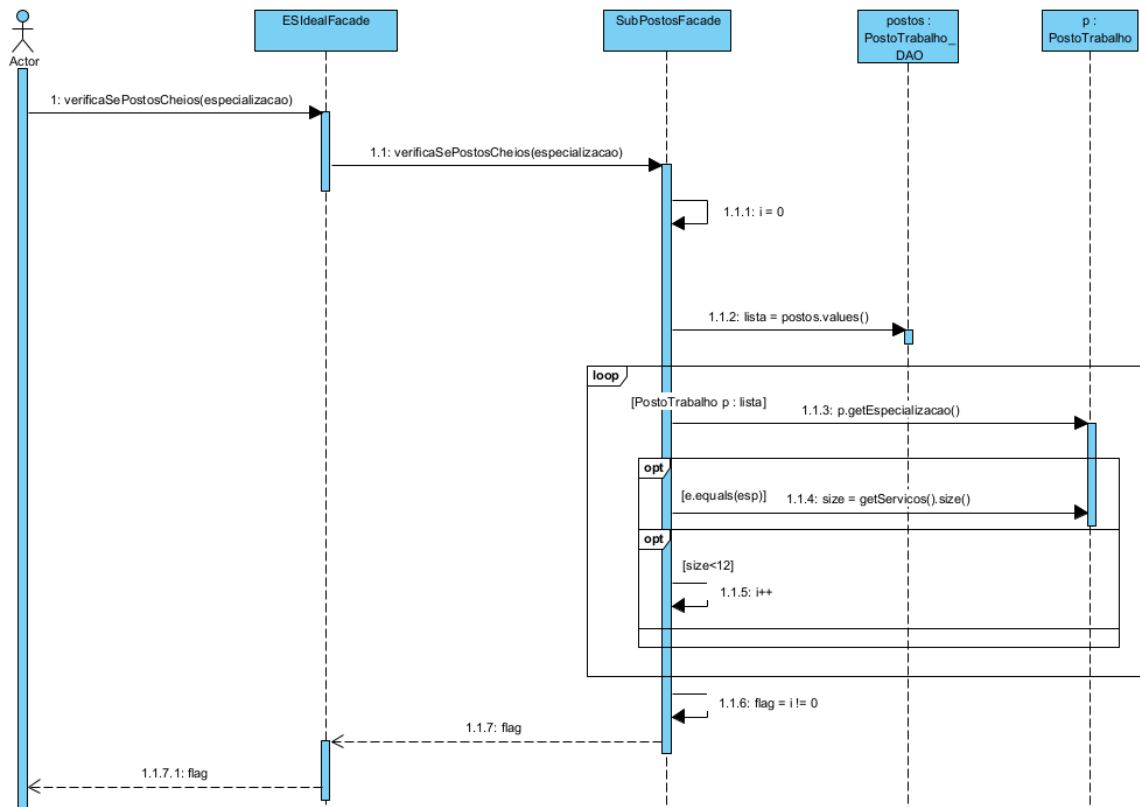 ESIdealFacade
SubPostosFacade
postos :
PostoTrabalho_
DAO
p :
PostoTrabalho
Actor
1: verificaSePostosCheios(especializacao)
1.1: verificaSePostosCheios(especializacao)
1.1.1: i = 0
1.1.2: lista = postos.values()
loop
[PostoTrabalho p : lista]
1.1.3: p.getEspecializacao()
opt
[e.equals(esp)]
1.1.4: size = getServicos().size()
opt
[size<12]
1.1.5: i++
1.1.6: flag = i != 0
1.1.7: flag
1.1.7.1: flag